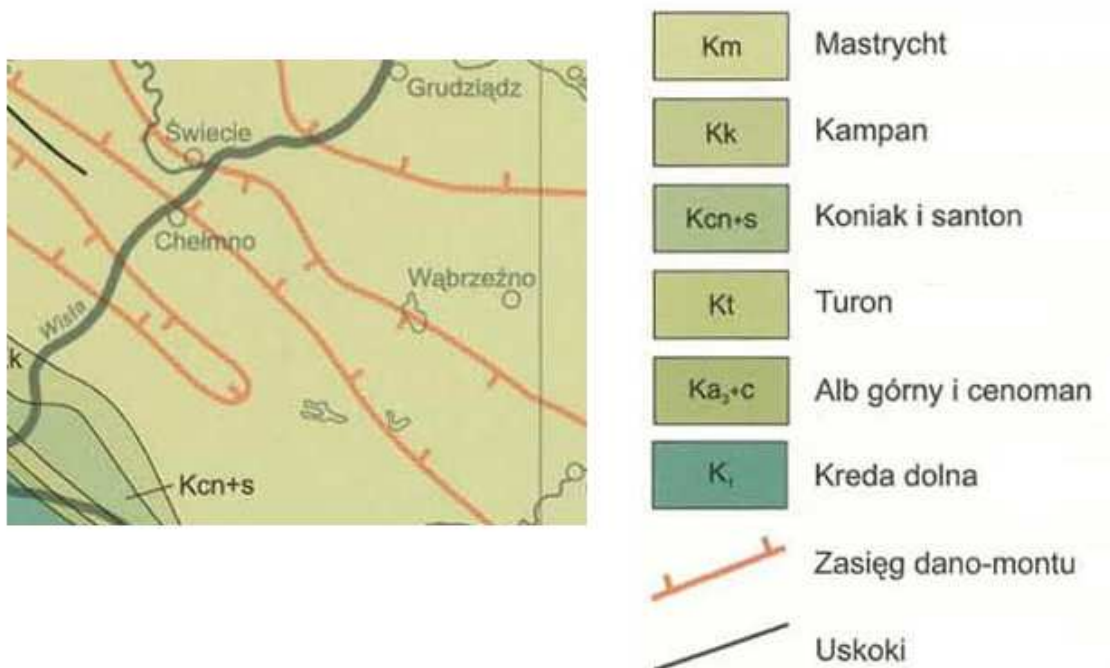 Grudziądz
Świecie
Chełmno
Wąbrzeźno
Wisła
k
Kcn+s
Km Mastrycht
Kk Kampan
Kcn+s Koniak i santon
Kt Turon
Ka₃+c Alb górny i cenoman
K₁ Kreda dolna
Zasięg dano-montu
Uskoki